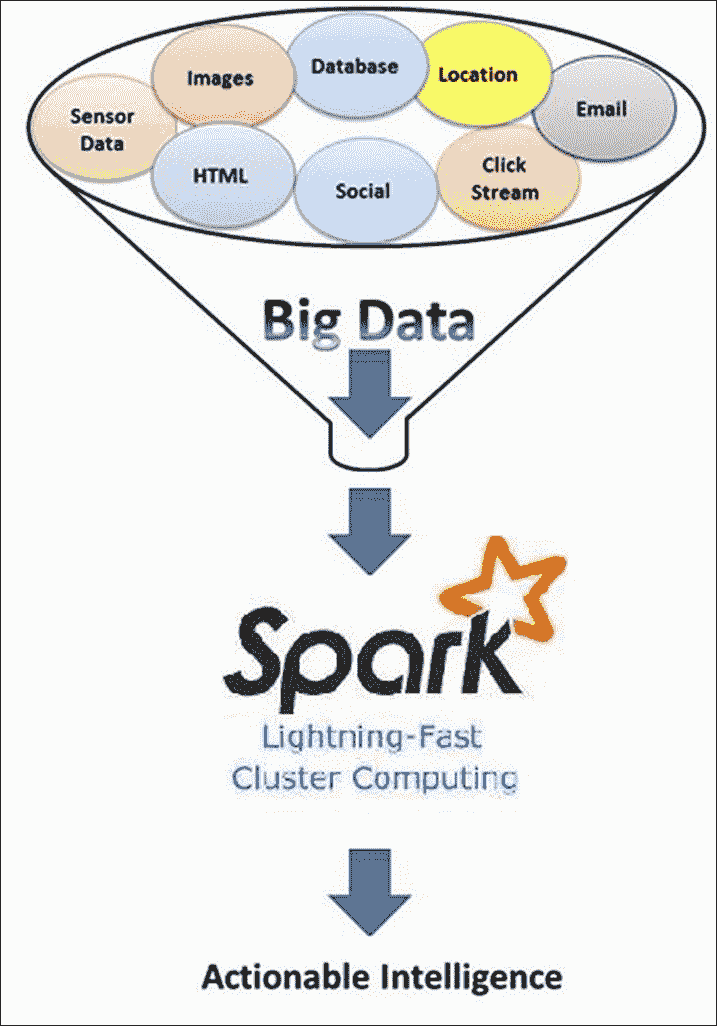 Images
Database
Location
Email
Sensor
Data
HTML
Social
Click
Stream
Big Data
Spark
Lightning-Fast
Cluster Computing
Actionable Intelligence